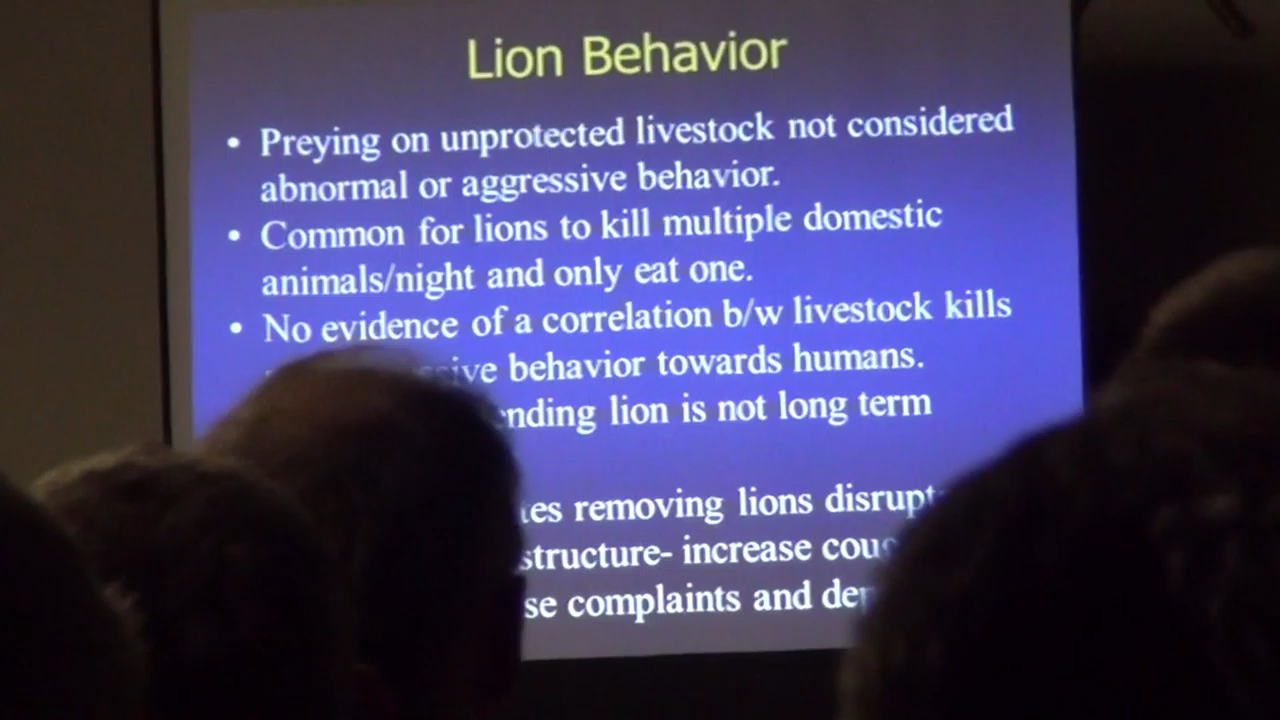 Lion Behavior
• Preying on unprotected livestock not considered
abnormal or aggressive behavior.
• Common for lions to kill multiple domestic
animals/night and only eat one.
• No evidence of a correlation b/w livestock kills
behavior towards humans.
lion is not long term
removing lions
structure- increase
complaints and